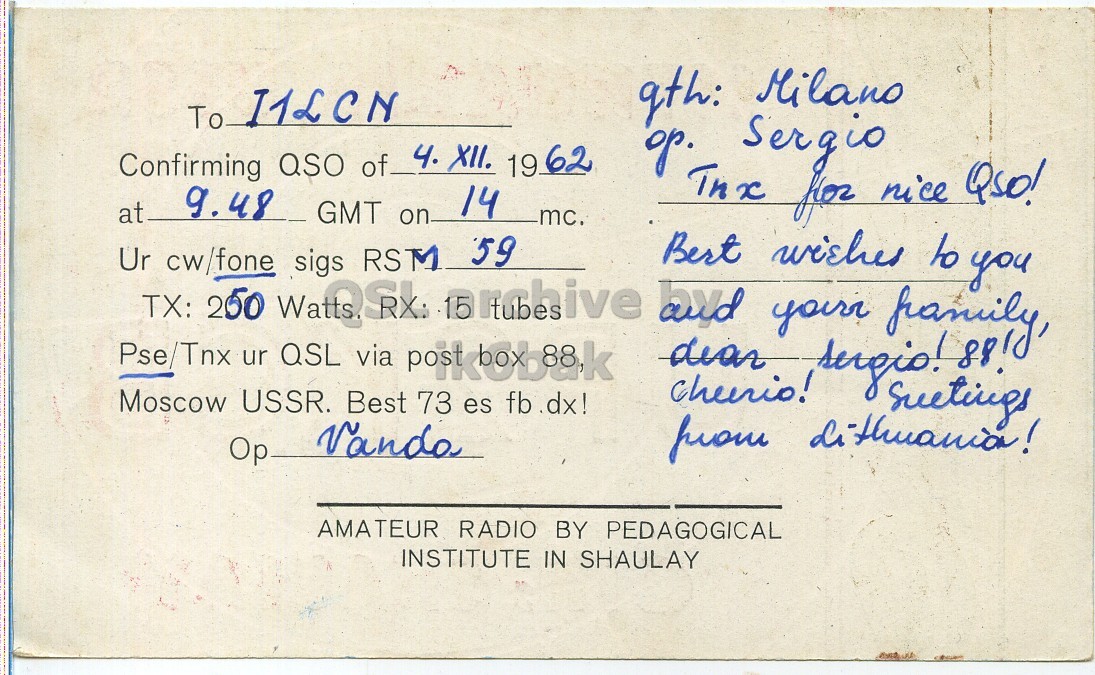 To I1LCN
Confirming QSO of 4. XII. 1962
at 9.48 GMT on 14 mc.
Ur cw/fone sigs RSTM 59
TX: 250 Watts. RX: 15 tubes
Pse/Tnx ur QSL via post box 88,
Moscow USSR. Best 73 es fb dx!
Op Vanda
qth: Milano
op. Sergio
Tnx for nice QSO!
Best wishes to you
and your family,
dear Sergio! 88!
Cheerio! Greetings
from Lithuania!
AMATEUR RADIO BY PEDAGOGICAL
INSTITUTE IN SHAULAY
QSL archive by
ik6bak